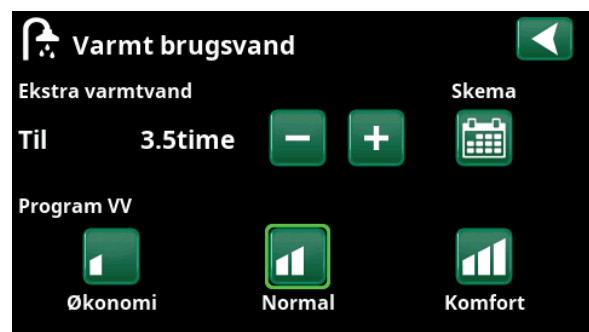 Varmt brugsvand
Ekstra varmtvand Skema
Til 3.5time − +
Program VV
Økonomi Normal Komfort